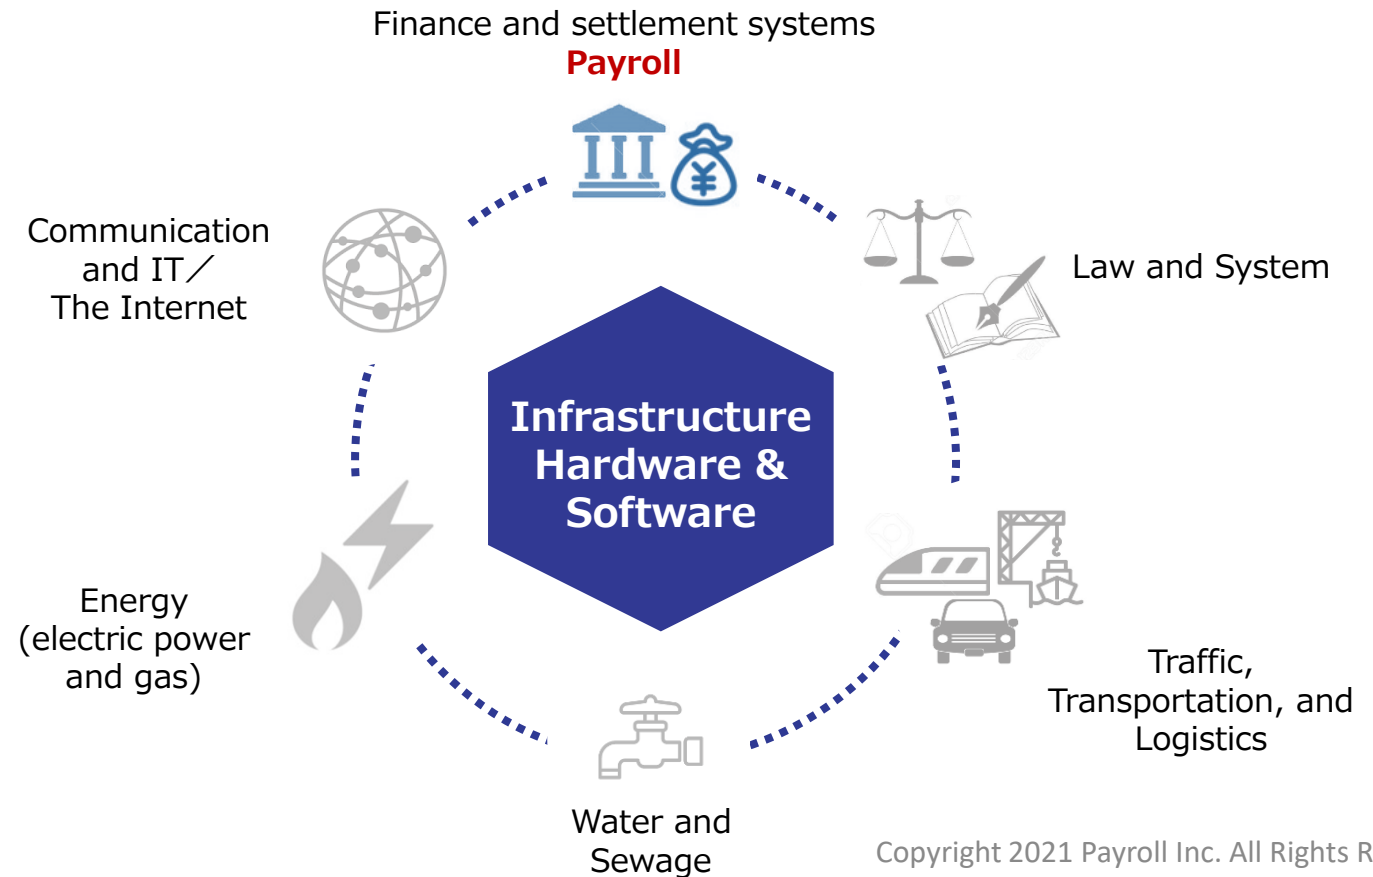 Finance and settlement systems
Payroll
Communication
and IT／
The Internet
Law and System
Infrastructure
Hardware &
Software
Energy
(electric power
and gas)
Traffic,
Transportation, and
Logistics
Water and
Sewage
Copyright 2021 Payroll Inc. All Rights R